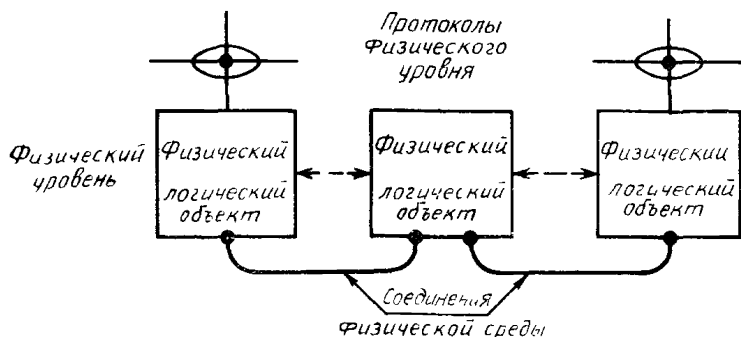 Протоколы
Физического
уровня
Физический
уровень
Физический
логический
объект
Физический
логический
объект
Физический
логический
объект
Соединения
Физической среды